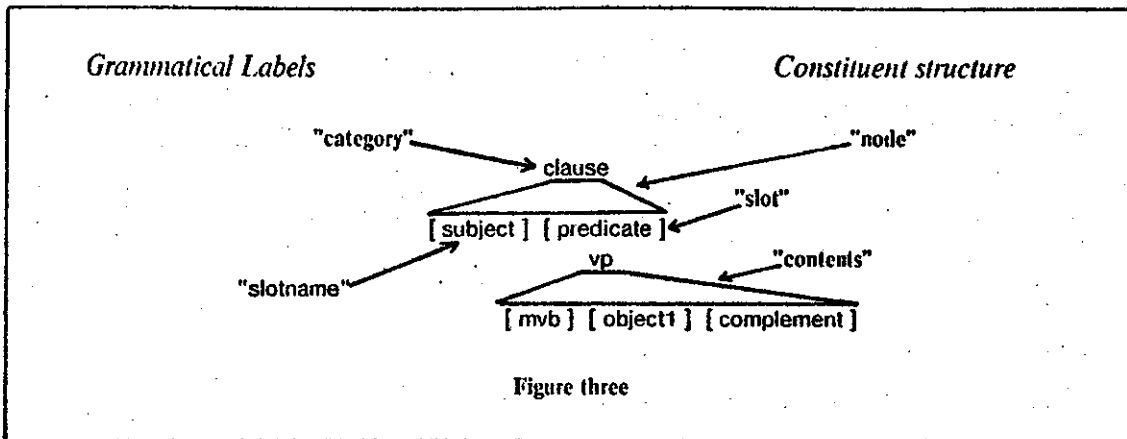 Grammatical Labels Constituent structure
"category" "node"
clause
"slot"
[ subject ] [ predicate ]
vp "contents"
"slotname"
[ mvb ] [ object1 ] [ complement ]
Figure three